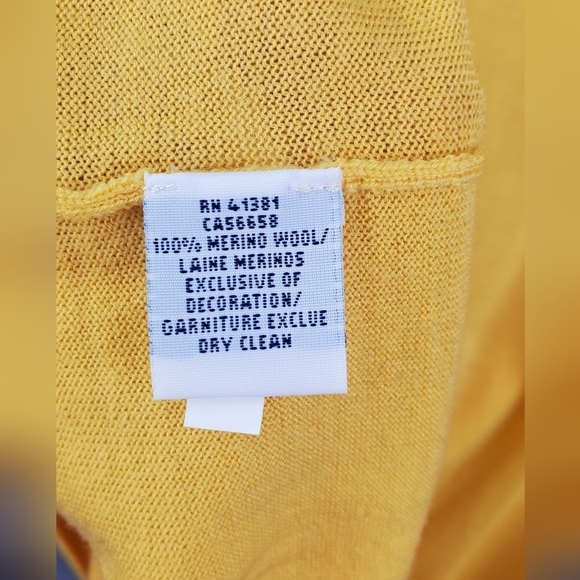 RN 41381
CA56658
100% MERINO WOOL/
LAINE MERINOS
EXCLUSIVE OF
DECORATION/
GARNITURE EXCLUE
DRY CLEAN